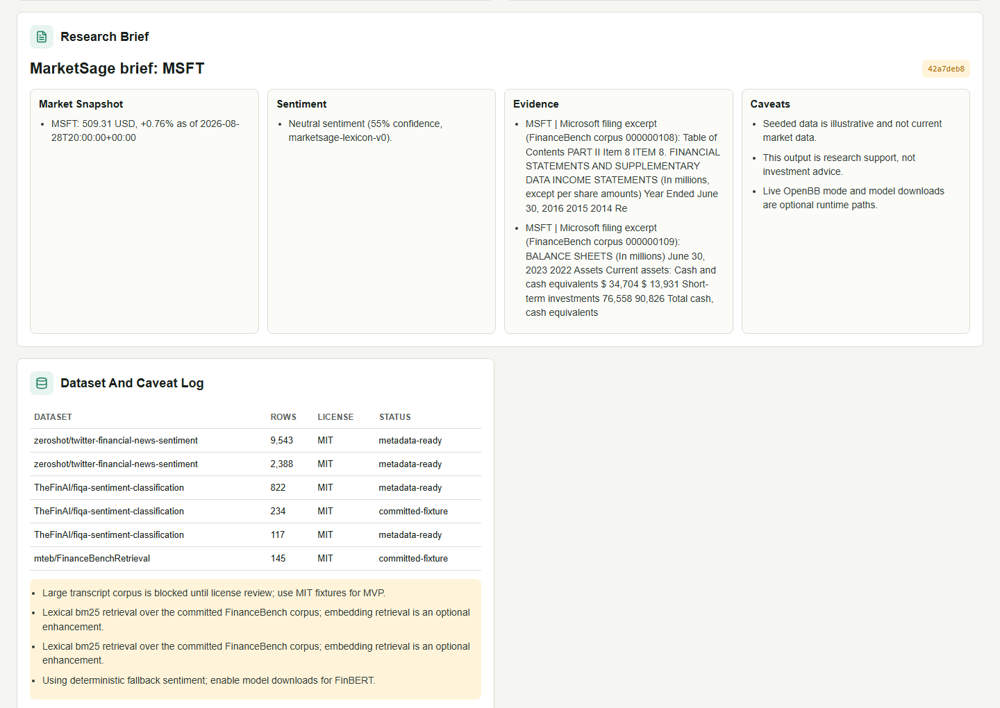 Research Brief
MarketSage brief: MSFT
42a7deb8
Market Snapshot
MSFT: 509.31 USD, +0.76% as of 2026-08-
28T20:00:00+00:00
Sentiment
Neutral sentiment (55% confidence,
marketsage-lexicon-v0).
Evidence
MSFT | Microsoft filing excerpt
(FinanceBench corpus 000000108): Table of
Contents PART II Item 8 ITEM 8. FINANCIAL
STATEMENTS AND SUPPLEMENTARY
DATA INCOME STATEMENTS (In millions,
except per share amounts) Year Ended June
30, 2016 2015 2014 Re
MSFT | Microsoft filing excerpt
(FinanceBench corpus 000000109):
BALANCE SHEETS (In millions) June 30,
2023 2022 Assets Current assets: Cash and
cash equivalents $ 34,704 $ 13,931 Short-
term investments 76,558 90,826 Total cash,
cash equivalents
Caveats
Seeded data is illustrative and not current
market data.
This output is research support, not
investment advice.
Live OpenBB mode and model downloads
are optional runtime paths.
Dataset And Caveat Log
DATASET ROWS LICENSE STATUS
zeroshot/twitter-financial-news-sentiment 9,543 MIT metadata-ready
zeroshot/twitter-financial-news-sentiment 2,388 MIT metadata-ready
TheFinAI/fiqa-sentiment-classification 822 MIT metadata-ready
TheFinAI/fiqa-sentiment-classification 234 MIT committed-fixture
TheFinAI/fiqa-sentiment-classification 117 MIT metadata-ready
mteb/FinanceBenchRetrieval 145 MIT committed-fixture
Large transcript corpus is blocked until license review; use MIT fixtures for MVP.
Lexical bm25 retrieval over the committed FinanceBench corpus; embedding retrieval is an optional
enhancement.
Lexical bm25 retrieval over the committed FinanceBench corpus; embedding retrieval is an optional
enhancement.
Using deterministic fallback sentiment; enable model downloads for FinBERT.